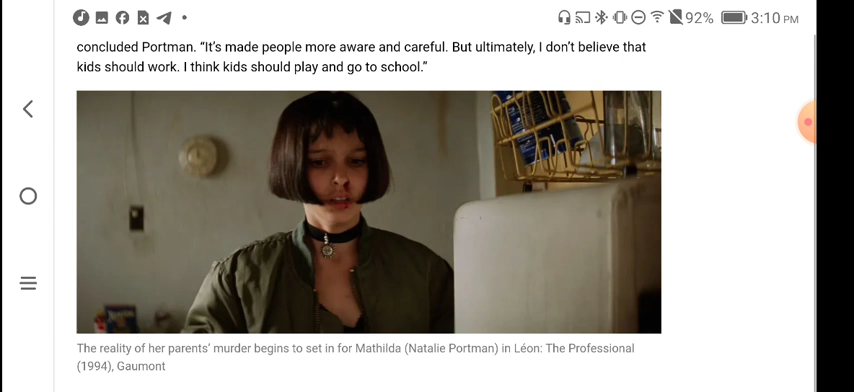 92% 3:10 PM
concluded Portman. “It’s made people more aware and careful. But ultimately, I don’t believe that
kids should work. I think kids should play and go to school.”
The reality of her parents’ murder begins to set in for Mathilda (Natalie Portman) in Léon: The Professional
(1994), Gaumont